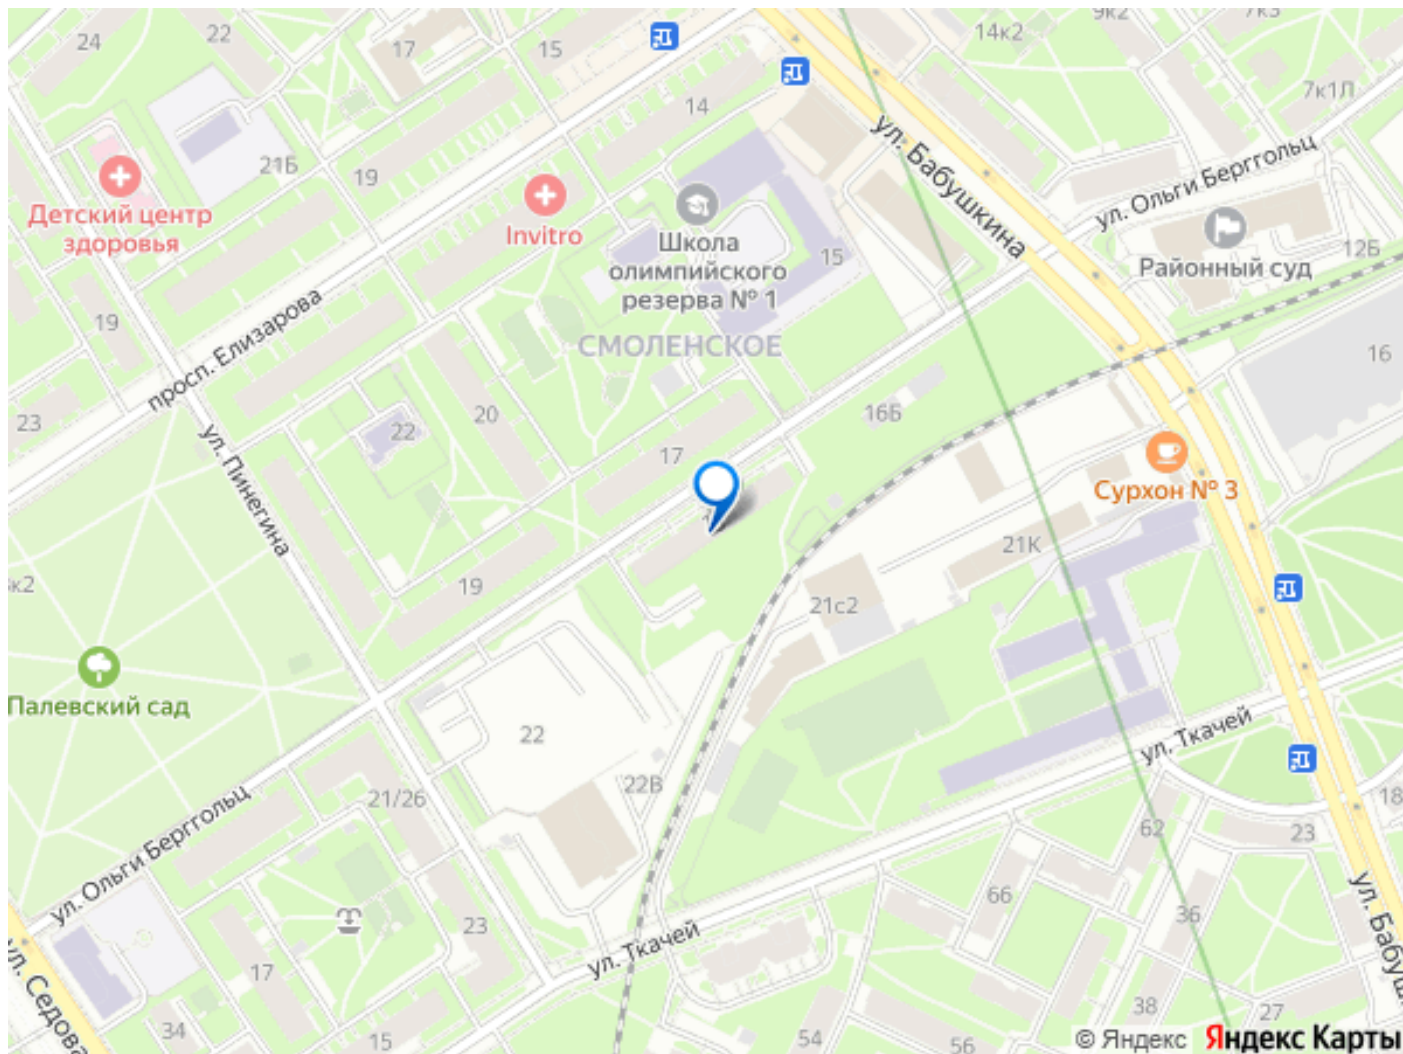 24
22
17
15
14к2
9к2
7к3
7к1Л
14
ул. Бабушкина
ул. Ольги Берггольц
21Б
19
Детский центр
здоровья
Invitro
Школа
олимпийского
резерва № 1
15
Районный суд
12Б
СМОЛЕНСКОЕ
просп. Елизарова
19
16
23
22
20
16Б
17
ул. Пинегина
Сурхон № 3
21К
19
21с2
Палевский сад
22
ул. Ткачей
22В
21/26
18
62
23
ул. Ольги Берггольц
66
36
23
ул. Ткачей
17
ул. Седова
34
15
54
56
38
27
© Яндекс Яндекс Карты